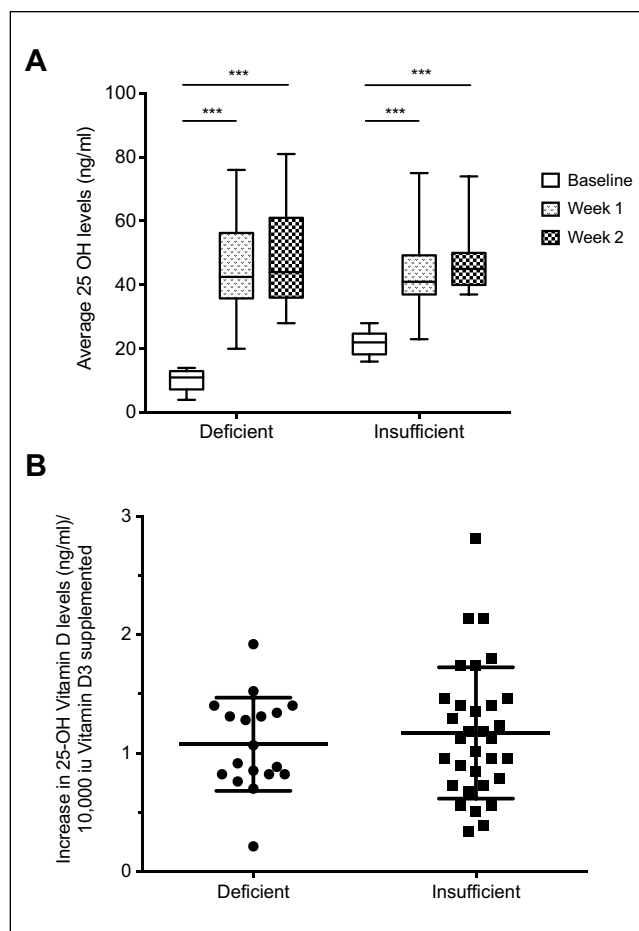 A
*** ***
*** ***
100
80
60
40
20
0
Average 25 OH levels (ng/ml)
Deficient Insufficient
Baseline
Week 1
Week 2
B
3
2
1
0
Increase in 25-OH Vitamin D levels (ng/ml)/
10,000 iu Vitamin D3 supplemented
Deficient Insufficient